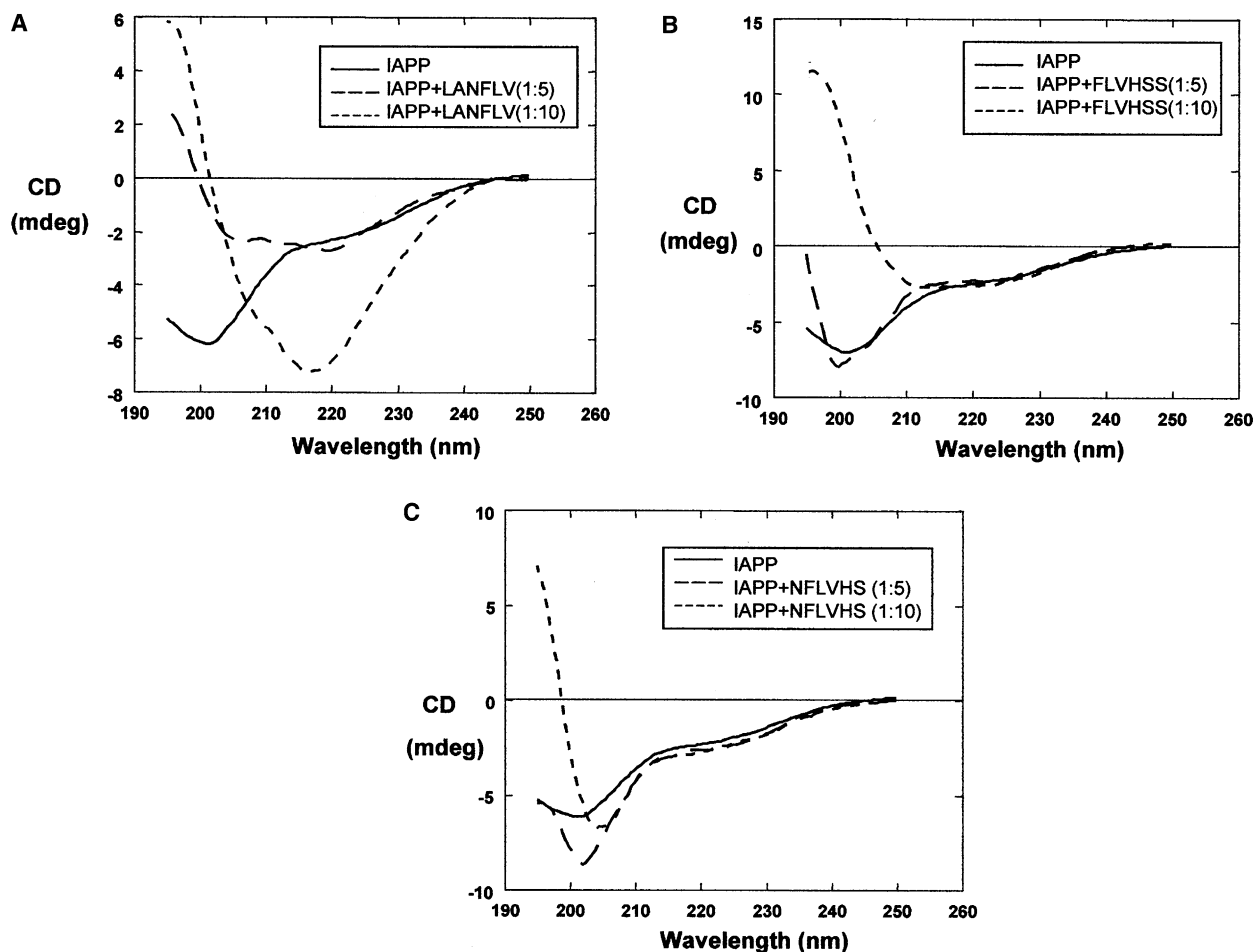 A
6
4
2
0
-2
-4
-6
-8
CD
(mdeg)
IAPP
IAPP+LANFLV(1:5)
IAPP+LANFLV(1:10)
190 200 210 220 230 240 250 260
Wavelength (nm)
B
15
10
5
0
-5
-10
CD
(mdeg)
IAPP
IAPP+FLVHSS(1:5)
IAPP+FLVHSS(1:10)
190 200 210 220 230 240 250 260
Wavelength (nm)
C
10
5
0
-5
-10
CD
(mdeg)
IAPP
IAPP+NFLVHS (1:5)
IAPP+NFLVHS (1:10)
190 200 210 220 230 240 250 260
Wavelength (nm)